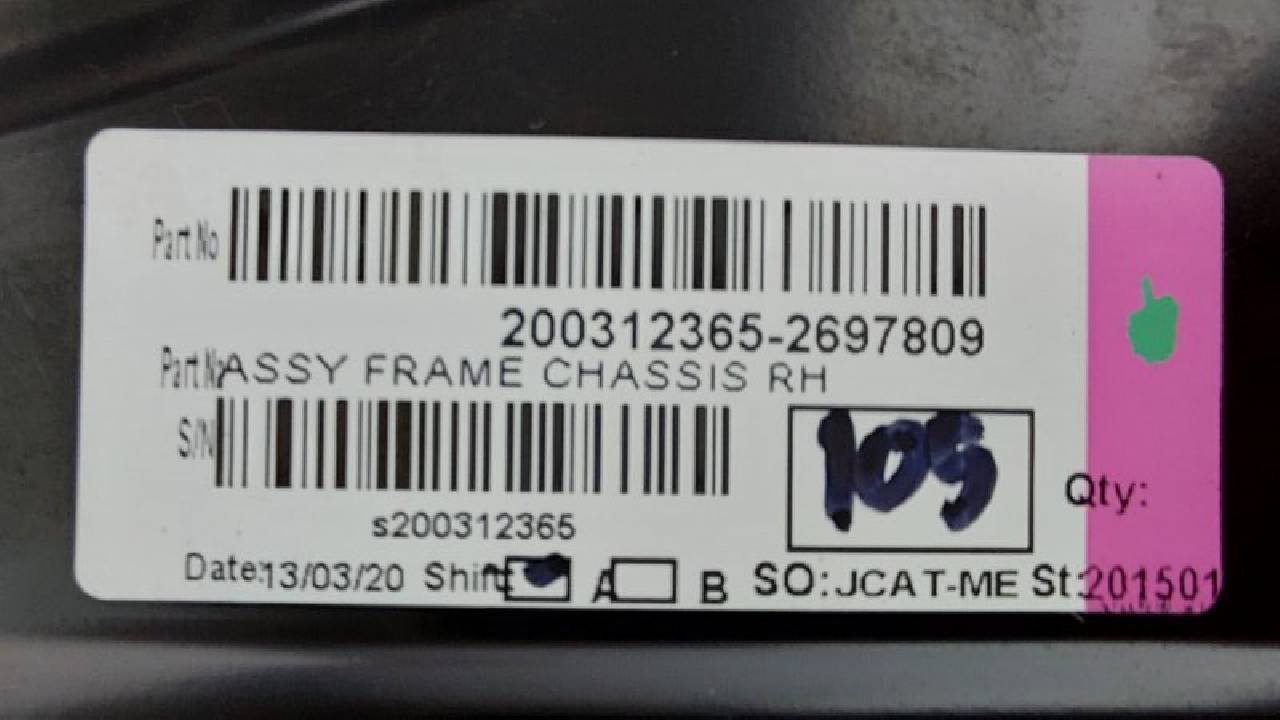 Part No
200312365-2697809
Part Na ASSY FRAME CHASSIS RH
S/N
105
Qty:
s200312365
Date: 13/03/20 Shift: A B SO: JCAT-ME St: 201501